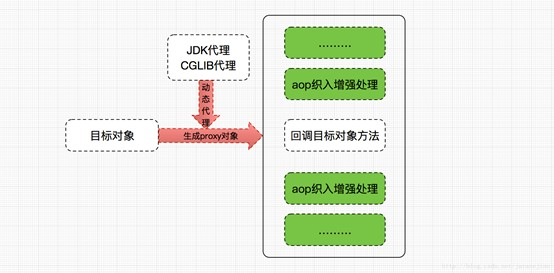 JDK代理
CGLIB代理
动
态
代
理
目标对象
生成proxy对象
.........
aop织入增强处理
回调目标对象方法
aop织入增强处理
.........